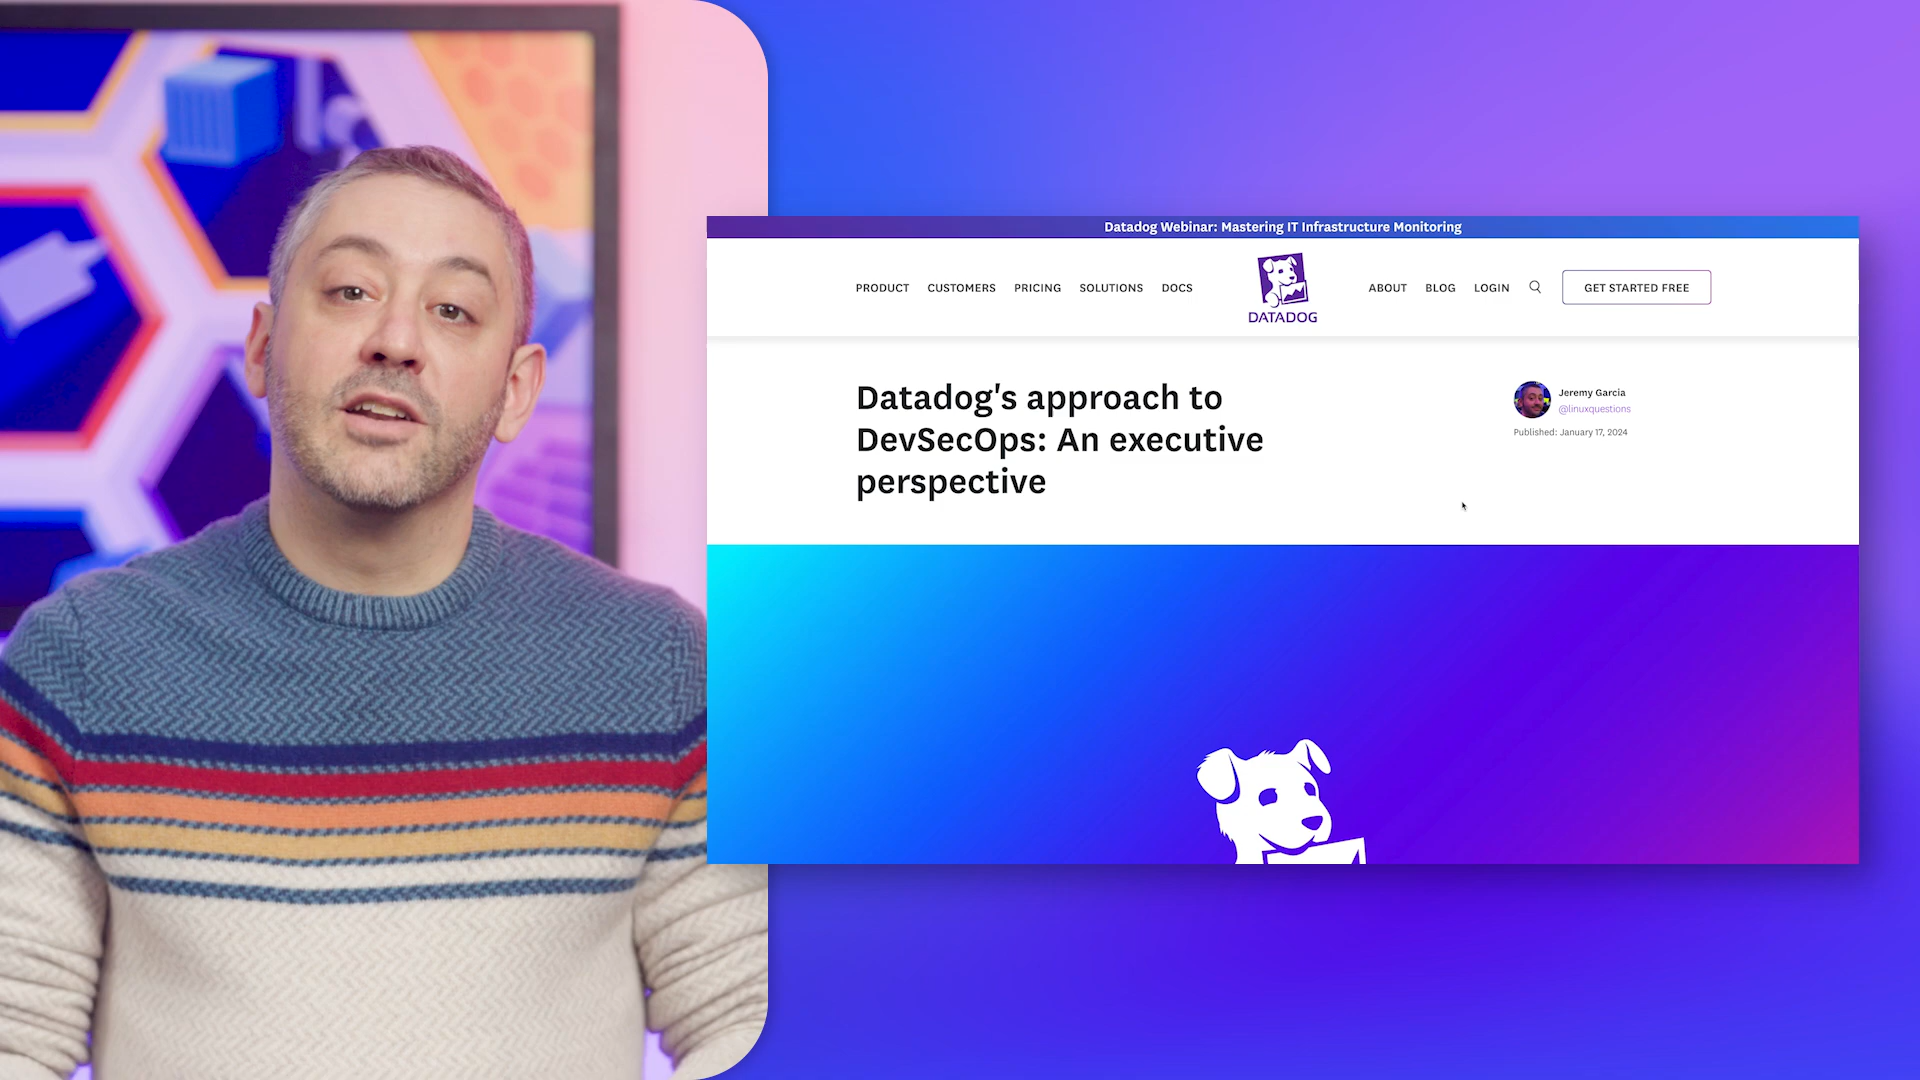 Datadog Webinar: Mastering IT Infrastructure Monitoring
PRODUCT CUSTOMERS PRICING SOLUTIONS DOCS
DATADOG
ABOUT BLOG LOGIN GET STARTED FREE
Datadog's approach to
DevSecOps: An executive
perspective
Jeremy Garcia
@linuxquestions
Published: January 17, 2024